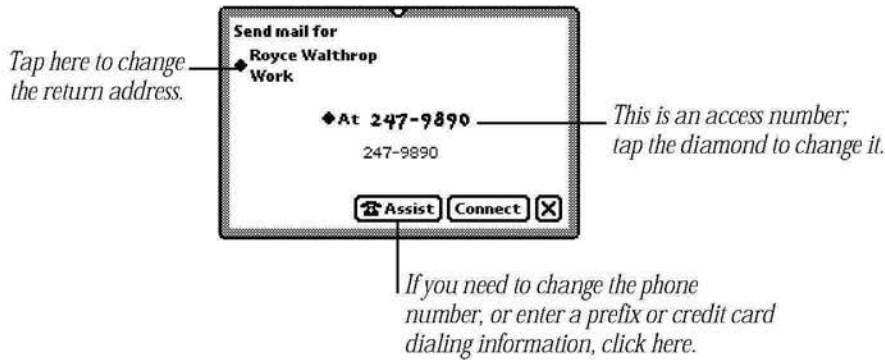 Send mail for
Royce Walthrop
Work
Tap here to change
the return address.
At 247-9890
247-9890
This is an access number;
tap the diamond to change it.
Assist Connect
If you need to change the phone
number, or enter a prefix or credit card
dialing information, click here.